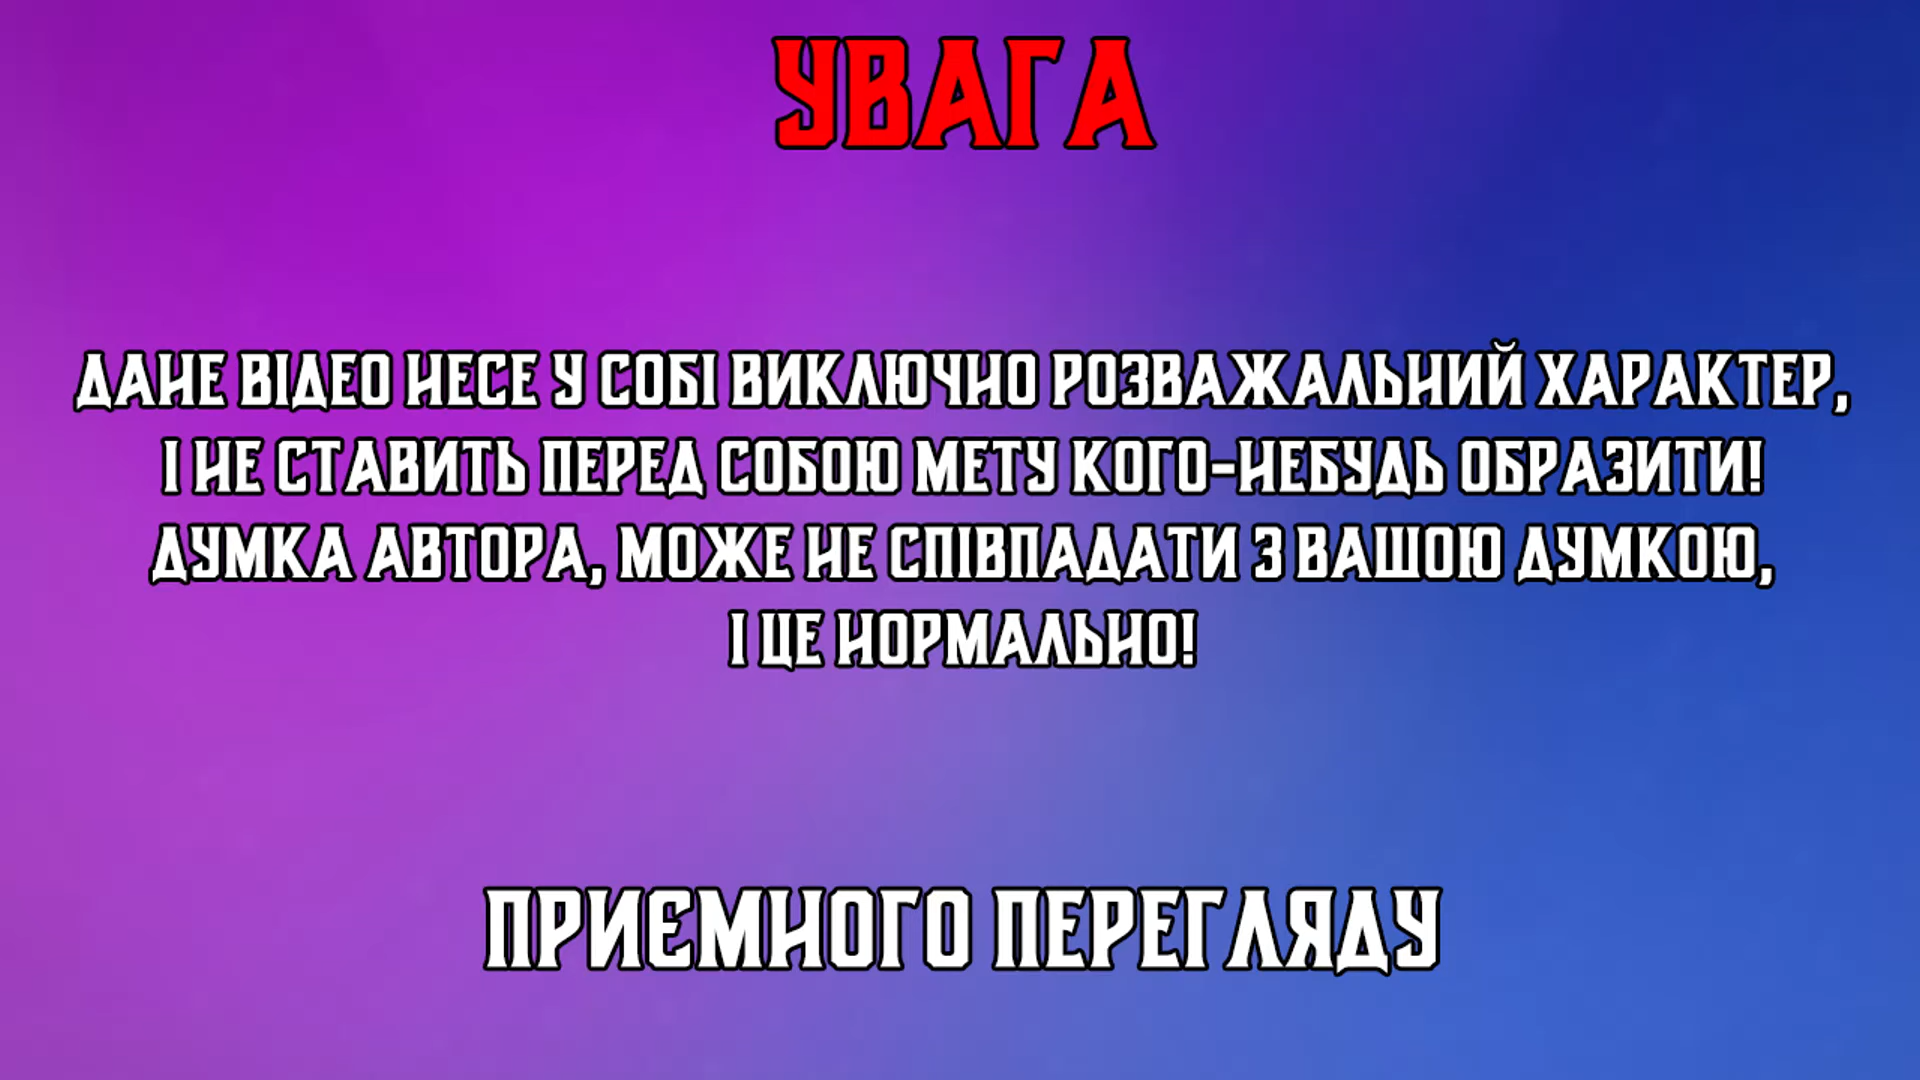 УВАГА
ДАНЕ ВІДЕО НЕСЕ У СОБІ ВИКЛЮЧНО РОЗВАЖАЛЬНИЙ ХАРАКТЕР,
І НЕ СТАВИТЬ ПЕРЕД СОБОЮ МЕТУ КОГО-НЕБУДЬ ОБРАЗИТИ!
ДУМКА АВТОРА, МОЖЕ НЕ СПІВПАДАТИ З ВАШОЮ ДУМКОЮ,
І ЦЕ НОРМАЛЬНО!
ПРИЄМНОГО ПЕРЕГЛЯДУ